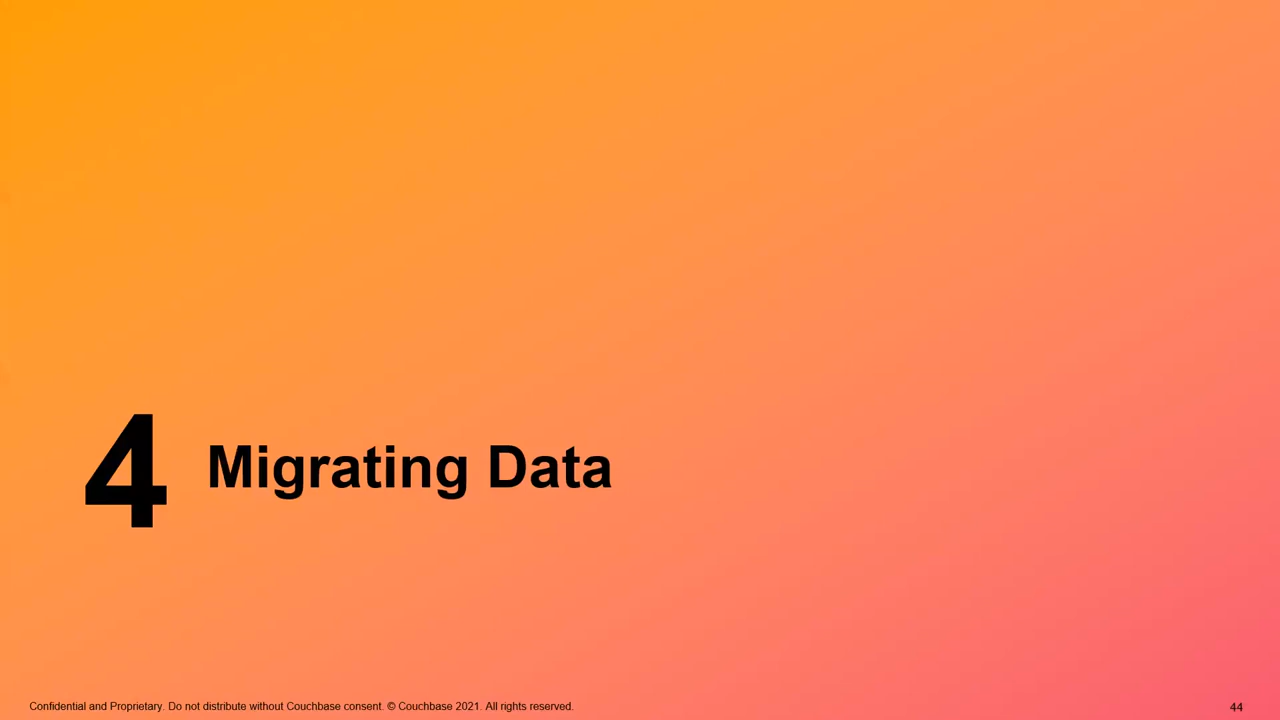 4 Migrating Data
Confidential and Proprietary. Do not distribute without Couchbase consent. © Couchbase 2021. All rights reserved.
44